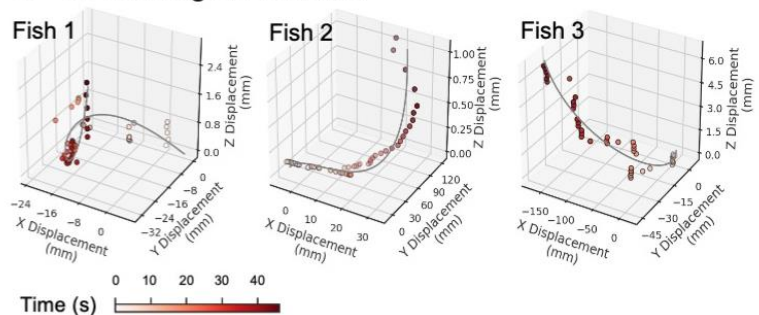 Fish 1
Fish 2
Fish 3
2.4
1.6
0.8
0.0
Z Displacement
(mm)
0
−8
−16
−24
−32
Y Displacement
(mm)
−24
−16
−8
0
X Displacement
(mm)
1.00
0.75
0.50
0.25
0.00
Z Displacement
(mm)
120
90
60
30
0
Y Displacement
(mm)
0
10
20
30
X Displacement
(mm)
6.0
4.5
3.0
1.5
0.0
Z Displacement
(mm)
0
−15
−30
−45
Y Displacement
(mm)
−150
−100
−50
0
X Displacement
(mm)
0 10 20 30 40
Time (s)